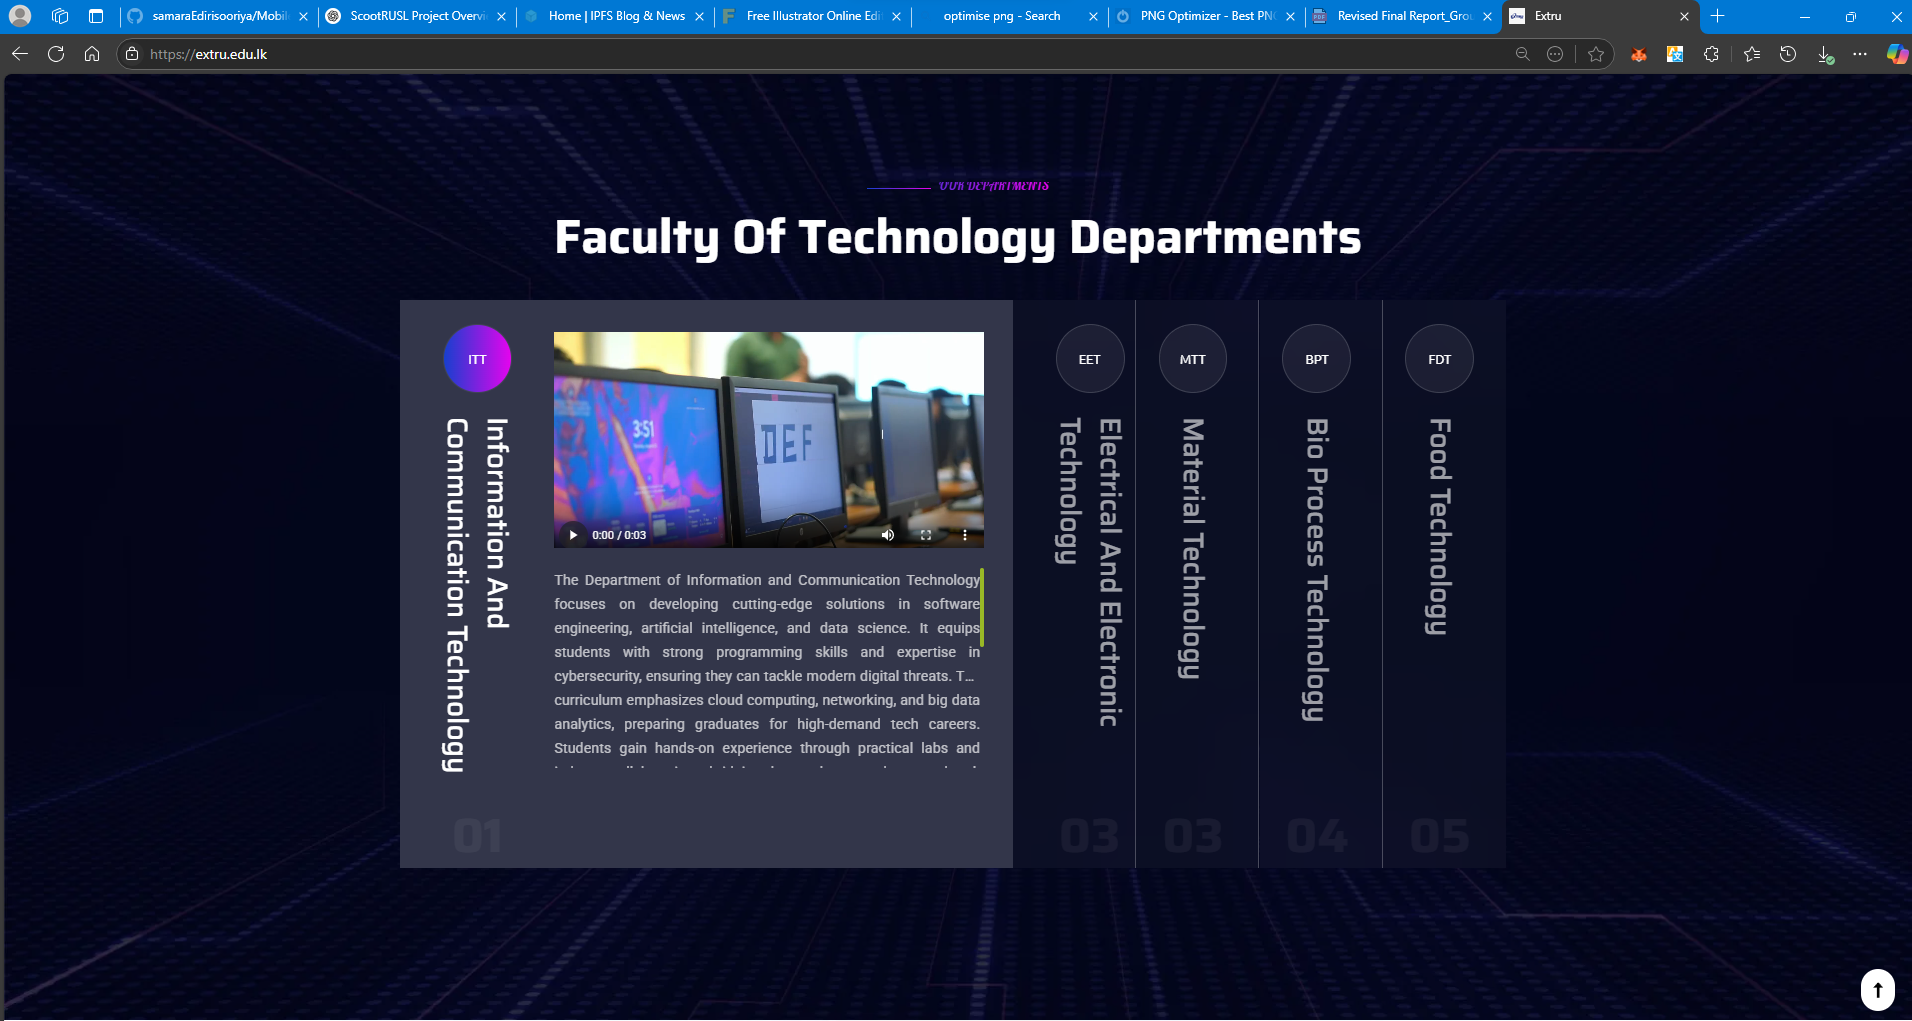 samaraEdirisooriya/Mobil
ScootRUSL Project Overvi
Home | IPFS Blog & News
Free Illustrator Online Edi
optimise png - Search
PNG Optimizer - Best PN
Revised Final Report_Grou
Extru
https://extru.edu.lk
OUR DEPARTMENTS
Faculty Of Technology Departments
ITT
Information And
Communication Technology
01
3:51
DEF
0:00 / 0:03
The Department of Information and Communication Technology
focuses on developing cutting-edge solutions in software
engineering, artificial intelligence, and data science. It equips
students with strong programming skills and expertise in
cybersecurity, ensuring they can tackle modern digital threats. T...
curriculum emphasizes cloud computing, networking, and big data
analytics, preparing graduates for high-demand tech careers.
Students gain hands-on experience through practical labs and
EET
Electrical And Electronic
Technology
03
MTT
Material Technology
03
BPT
Bio Process Technology
04
FDT
Food Technology
05